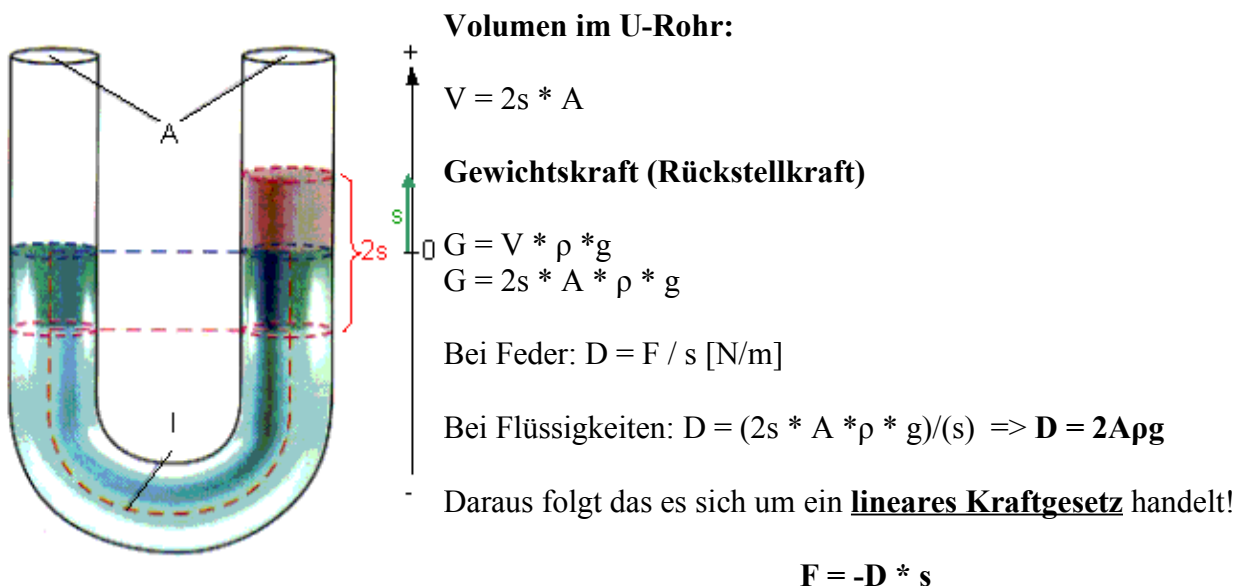 Volumen im U-Rohr:
V = 2s * A
Gewichtskraft (Rückstellkraft)
G = V * ρ *g
G = 2s * A * ρ * g
Bei Feder: D = F / s [N/m]
Bei Flüssigkeiten: D = (2s * A *ρ * g)/(s) => D = 2Aρg
Daraus folgt das es sich um ein lineares Kraftgesetz handelt!
F = -D * s
A
+
s
2s
0
l
-